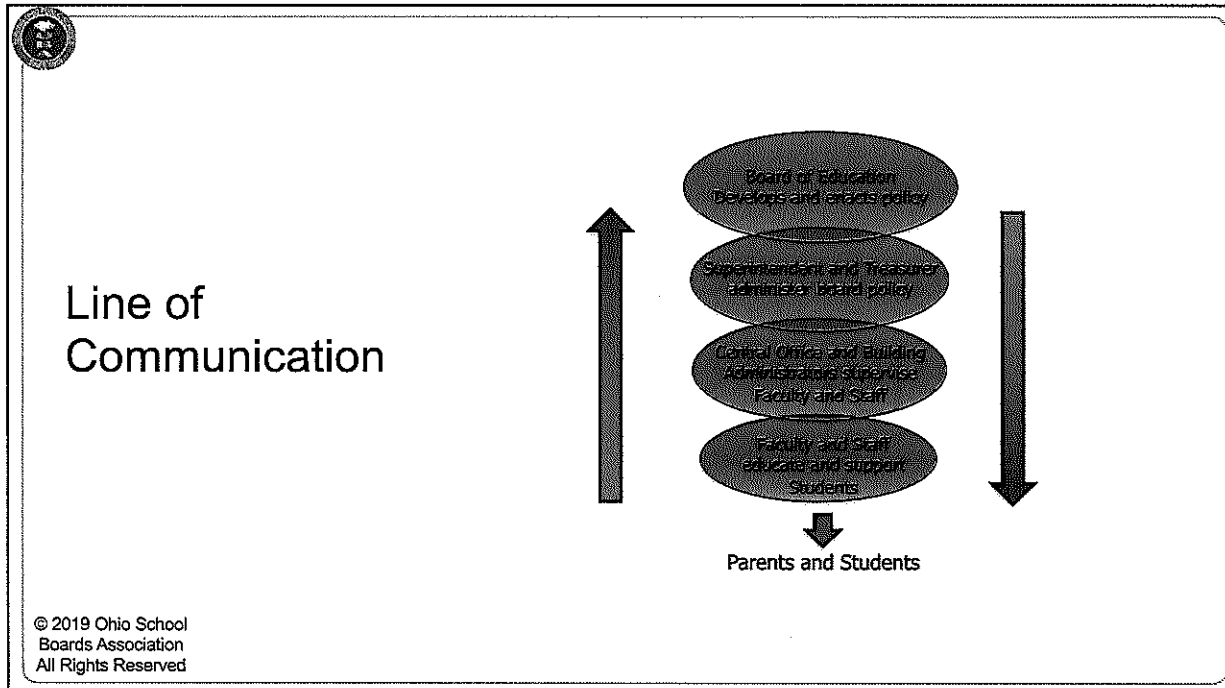 Line of
Communication
Board of Education
Develops and enacts policy
Superintendent and Treasurer
administer board policy
Central Office and Building
Administrators supervise
Faculty and Staff
Faculty and Staff
educate and support
Students
Parents and Students
© 2019 Ohio School
Boards Association
All Rights Reserved